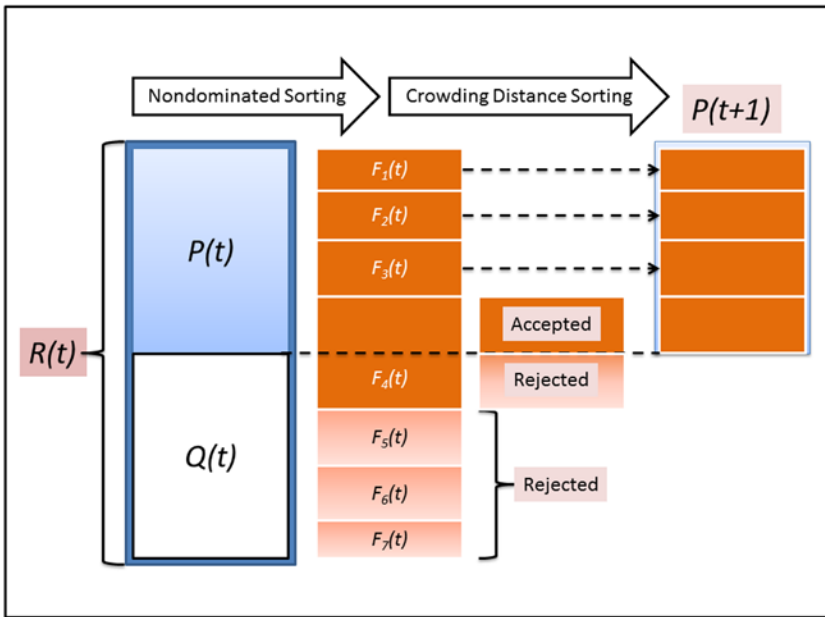 Nondominated Sorting
Crowding Distance Sorting
P(t+1)
R(t)
P(t)
Q(t)
F₁(t)
F₂(t)
F₃(t)
F₄(t)
F₅(t)
F₆(t)
F₇(t)
Accepted
Rejected
Rejected